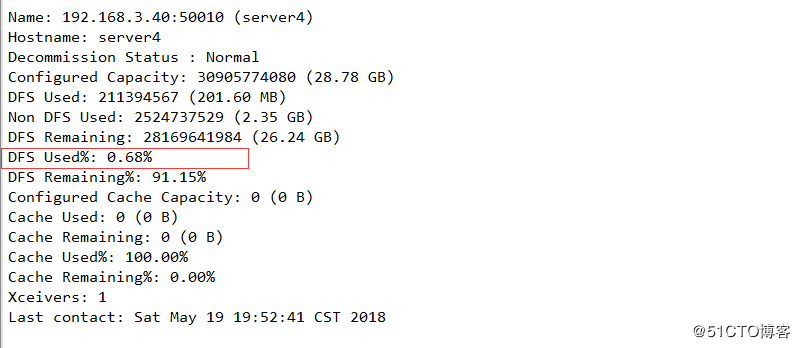 Name: 192.168.3.40:50010 (server4)
Hostname: server4
Decommission Status : Normal
Configured Capacity: 30905774080 (28.78 GB)
DFS Used: 211394567 (201.60 MB)
Non DFS Used: 2524737529 (2.35 GB)
DFS Remaining: 28169641984 (26.24 GB)
DFS Used%: 0.68%
DFS Remaining%: 91.15%
Configured Cache Capacity: 0 (0 B)
Cache Used: 0 (0 B)
Cache Remaining: 0 (0 B)
Cache Used%: 100.00%
Cache Remaining%: 0.00%
Xceivers: 1
Last contact: Sat May 19 19:52:41 CST 2018
@51CTO博客